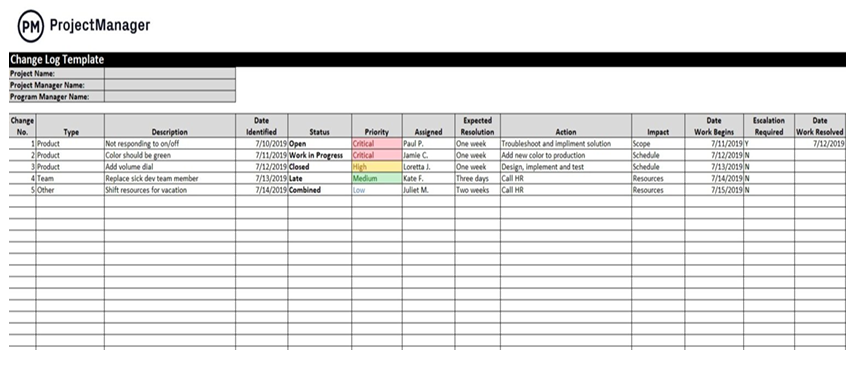 PM ProjectManager
Change Log Template
Project Name:
Project Manager Name:
Program Manager Name:
Change No. Type Description Date Identified Status Priority Assigned Expected Resolution Action Impact Date Work Begins Escalation Required Date Work Resolved
1 Product Not responding to on/off 7/10/2019 Open Critical Paul P. One week Troubleshoot and impliment solution Scope 7/11/2019 Y 7/12/2019
2 Product Color should be green 7/11/2019 Work in Progress Critical Jamie C. One week Add new color to production Schedule 7/12/2019 N
3 Product Add volume dial 7/12/2019 Closed High Loretta J. One week Design, implement and test Schedule 7/13/2019 N
4 Team Replace sick dev team member 7/13/2019 Late Medium Kate F. Three days Call HR Resources 7/14/2019 N
5 Other Shift resources for vacation 7/14/2019 Combined Low Juliet M. Two weeks Call HR Resources 7/15/2019 N